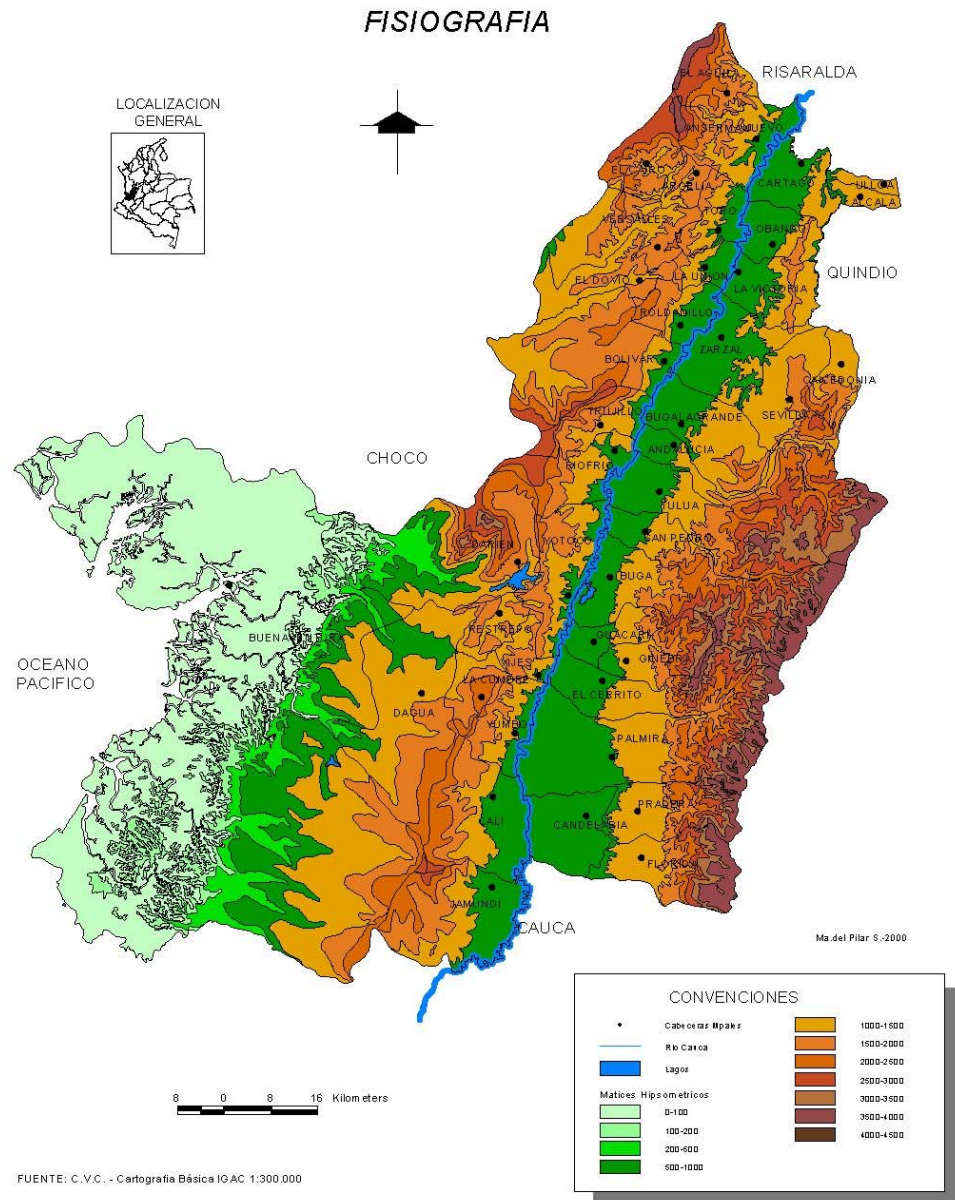 FISIOGRAFIA
LOCALIZACION
GENERAL
RISARALDA
EL AGUILA
ANSERMANUEVO
EL CAIRO
ARGELIA
CARTAGO
ULLOA
ALCALA
VERSALLES
TORO
OBANDO
QUINDIO
EL DOVIO
LA UNION
LA VICTORIA
ROLDANILLO
ZARZAL
BOLIVAR
CAICEDONIA
SEVILLA
TRUJILLO
BUGALAGRANDE
CHOCO
RIOFRIO
ANDALUCIA
TULUA
SAN PEDRO
DARIEN
YOTOCO
BUGA
RESTREPO
GUACARI
BUENAVENTURA
GINEBRA
OCEANO
PACIFICO
VIJES
LA CUMBRE
EL CERRITO
DAGUA
YUMBO
PALMIRA
PRADERA
CALI
CANDELARIA
FLORIDA
JAMUNDI
CAUCA
Ma.del Pilar S.-2000
CONVENCIONES
Cabeceras Mpales
Rio Cauca
Lagos
Matices Hipsometricos
0-100
100-200
200-500
500-1000
1000-1500
1500-2000
2000-2500
2500-3000
3000-3500
3500-4000
4000-4500
8 0 8 16 Kilometers
FUENTE: C.V.C. - Cartografia Básica IGAC 1:300.000